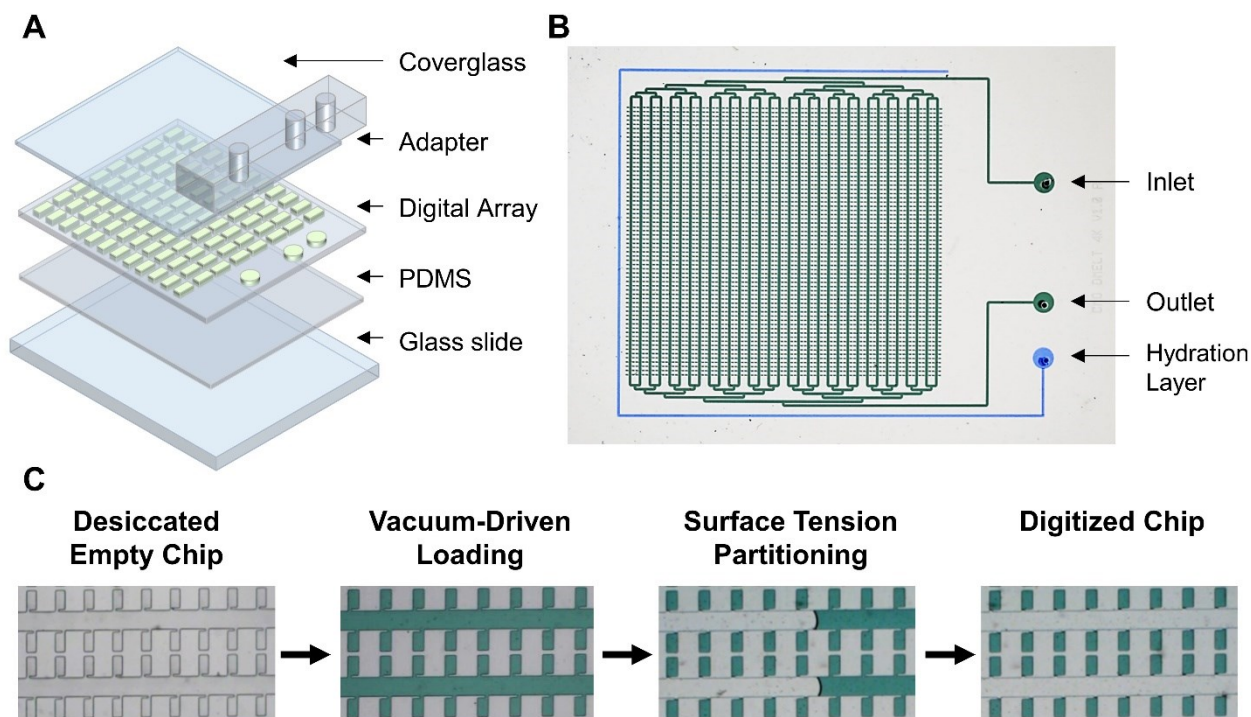 A
Coverglass
Adapter
Digital Array
PDMS
Glass slide
B
Inlet
Outlet
Hydration
Layer
C
Desiccated
Empty Chip
Vacuum-Driven
Loading
Surface Tension
Partitioning
Digitized Chip